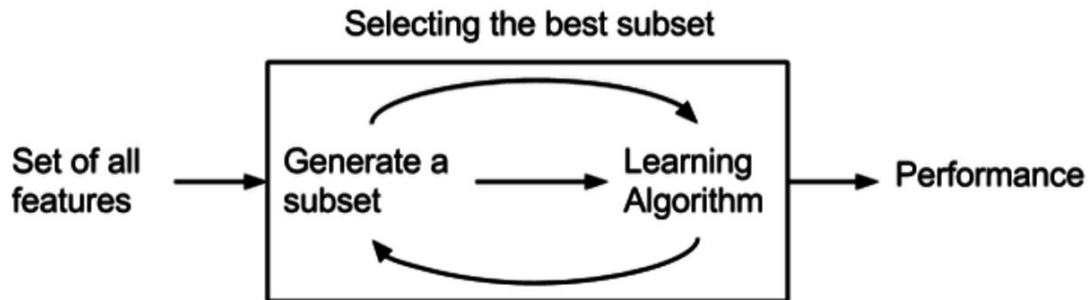 Selecting the best subset
Set of all
features
Generate a
subset
Learning
Algorithm
Performance